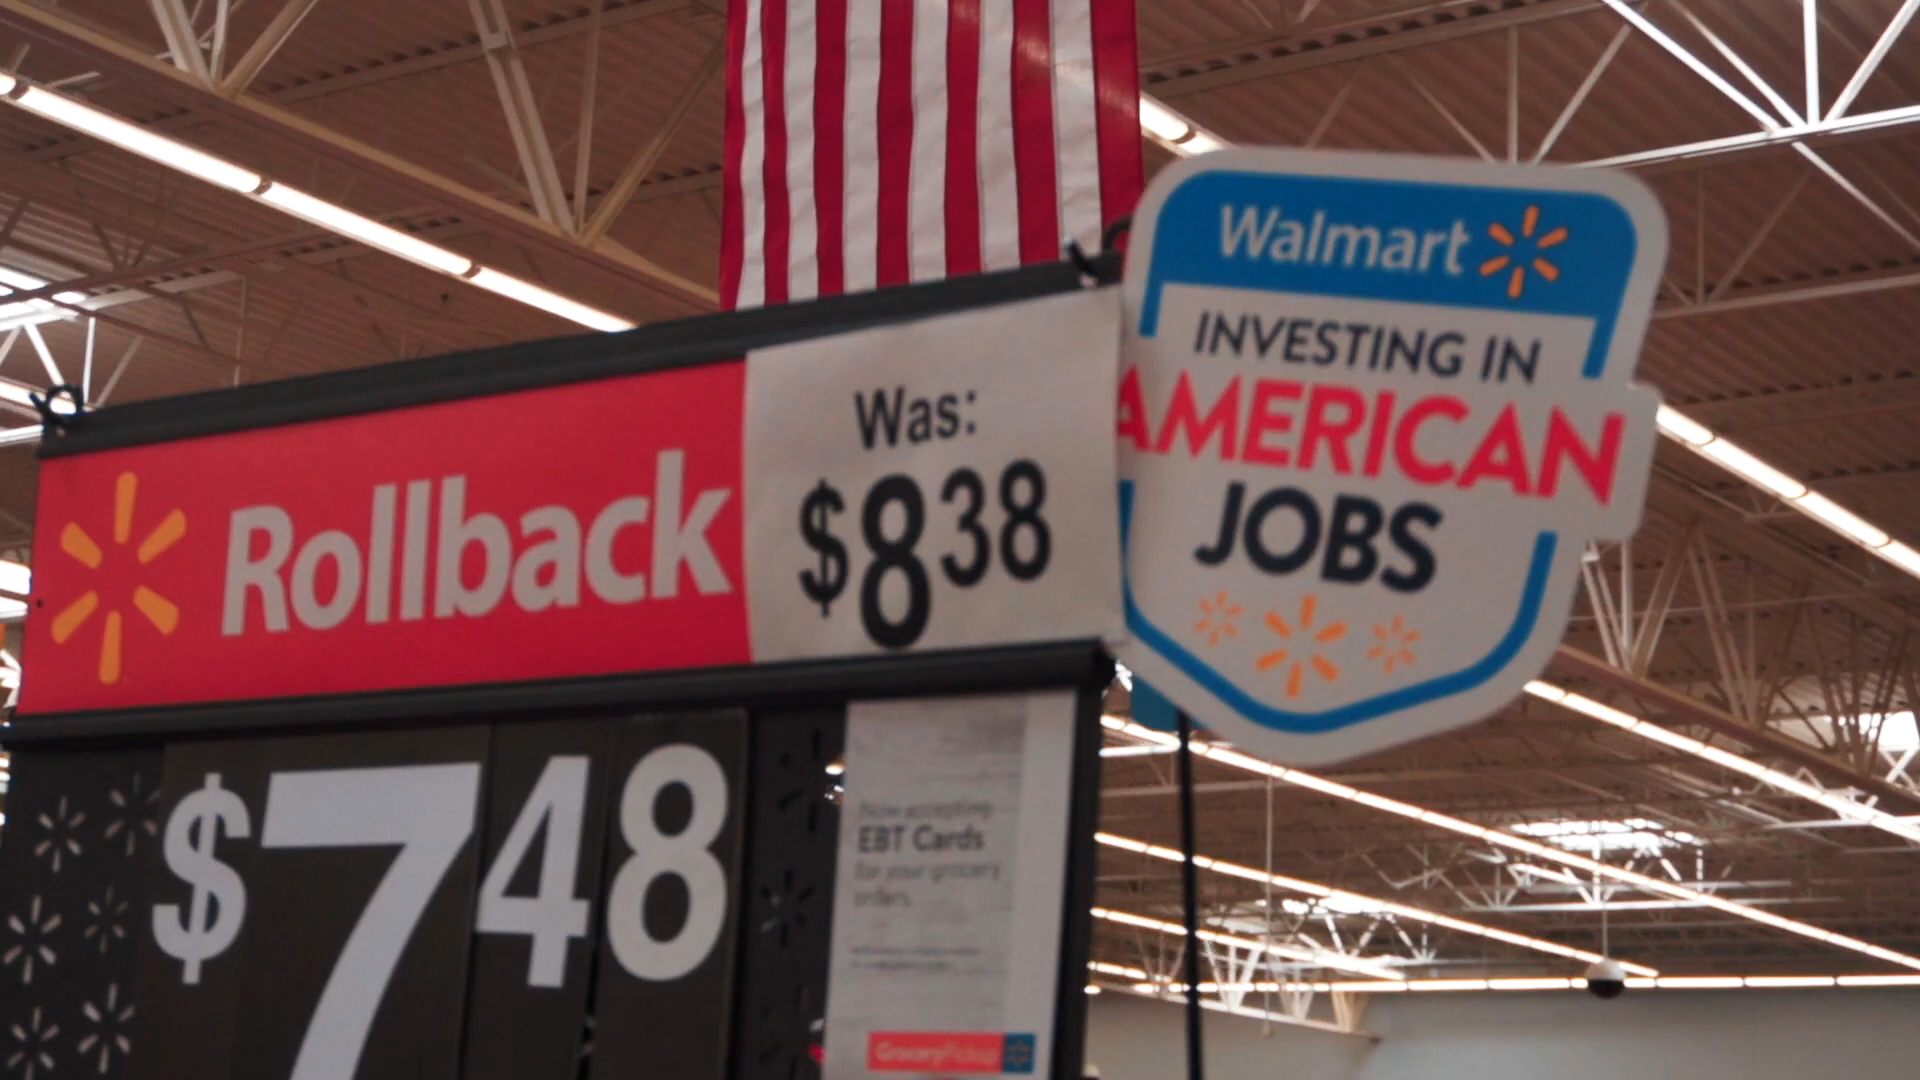 Walmart
INVESTING IN
AMERICAN
JOBS
Rollback
Was:
$8 38
$7 48
Now accepting
EBT Cards
for your grocery
orders.
GroceryPickup